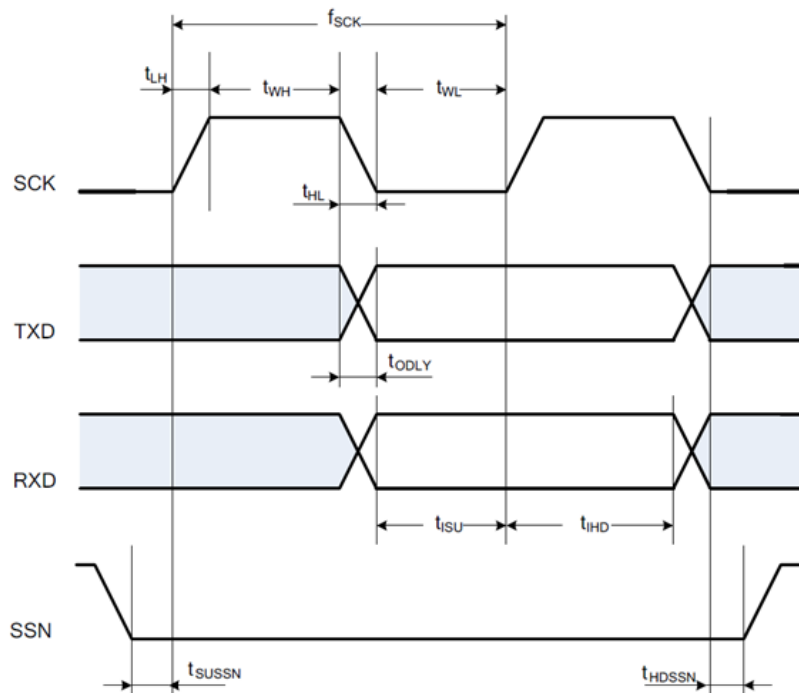 fSCK
tLH
tWH
tWL
SCK
tHL
TXD
tODLY
RXD
tISU
tIHD
SSN
tSUSSN
tHDSSN